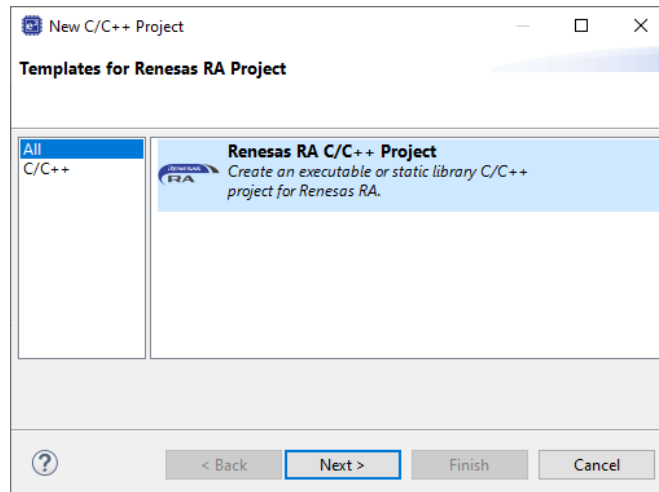 New C/C++ Project
Templates for Renesas RA Project
All
C/C++
RENESAS
RA
Renesas RA C/C++ Project
Create an executable or static library C/C++
project for Renesas RA.
?
< Back
Next >
Finish
Cancel